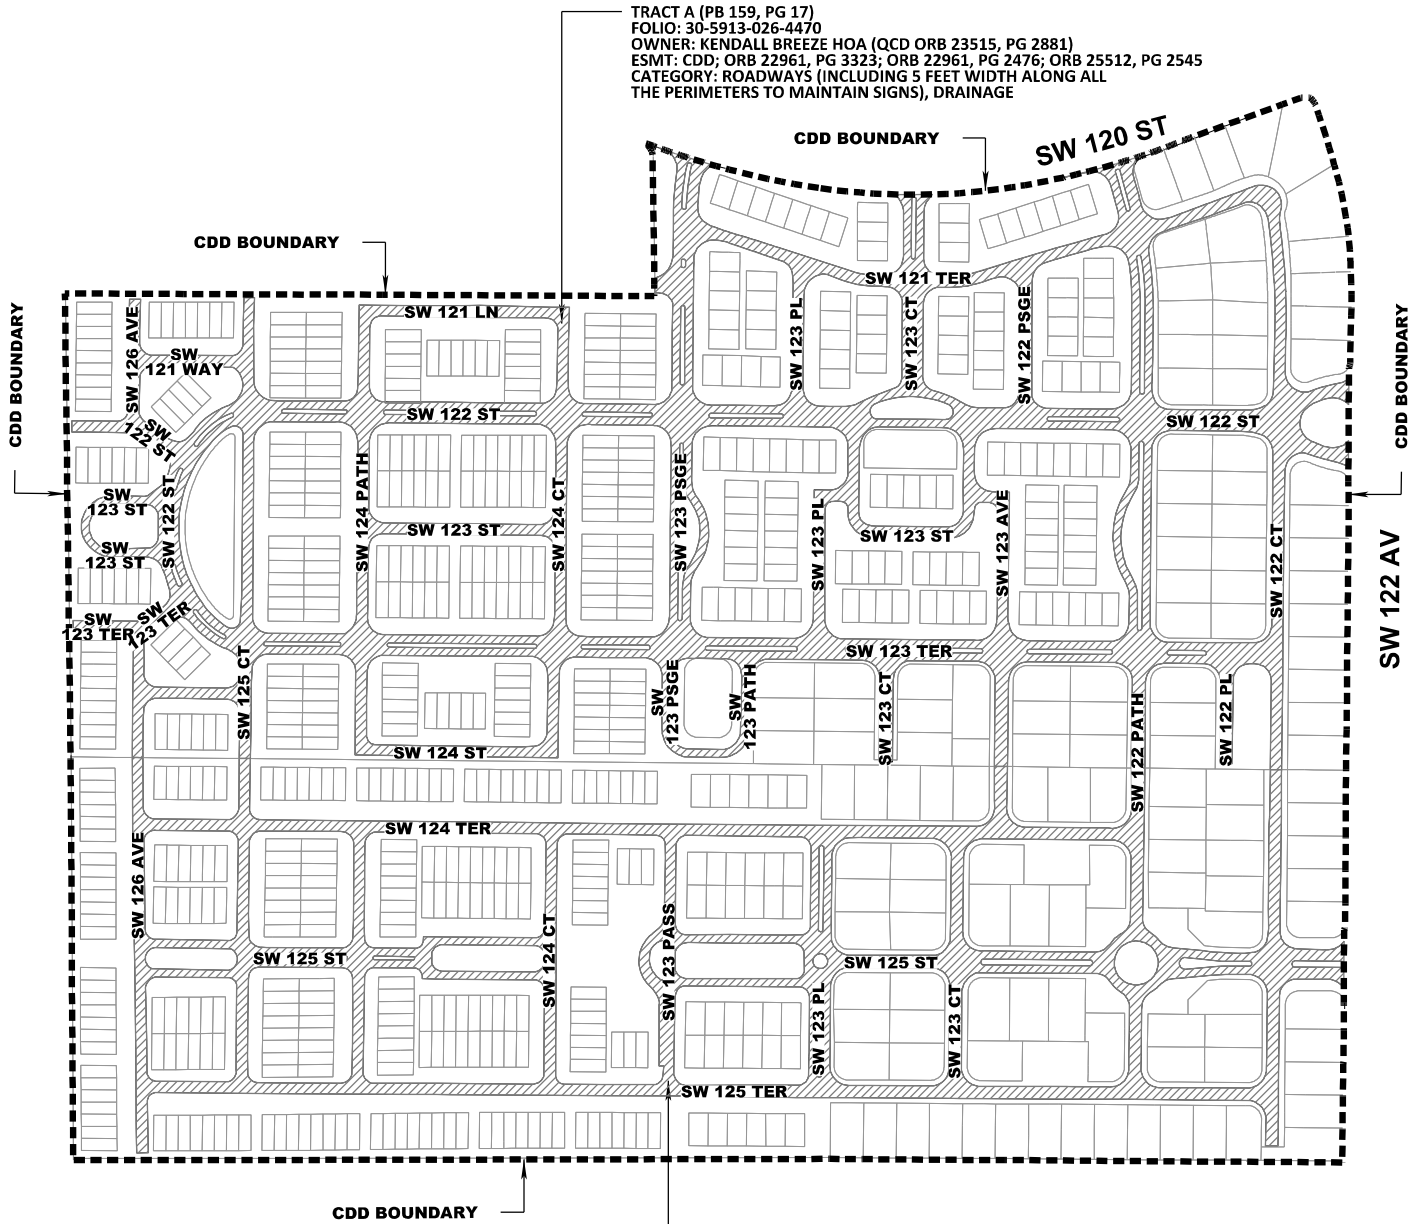 TRACT A (PB 159, PG 17)
FOLIO: 30-5913-026-4470
OWNER: KENDALL BREEZE HOA (QCD ORB 23515, PG 2881)
ESMT: CDD; ORB 22961, PG 3323; ORB 22961, PG 2476; ORB 25512, PG 2545
CATEGORY: ROADWAYS (INCLUDING 5 FEET WIDTH ALONG ALL
THE PERIMETERS TO MAINTAIN SIGNS), DRAINAGE
CDD BOUNDARY
SW 120 ST
CDD BOUNDARY
CDD BOUNDARY
CDD BOUNDARY
SW 122 AV
SW 121 TER
SW 121 LN
SW 126 AVE
SW
121 WAY
SW 123 PL
SW 123 CT
SW 122 PSGE
SW 122 ST
SW 122 ST
SW
122 ST
SW 124 PATH
SW 124 CT
SW 123 PSGE
SW 122 ST
SW
123 ST
SW 123 ST
SW 123 PL
SW 123 ST
SW 123 AVE
SW 122 CT
SW
123 ST
SW
123 TER
SW
123 TER
SW 125 CT
SW 123 TER
SW
123 PSGE
SW
123 PATH
SW 123 CT
SW 122 PATH
SW 122 PL
SW 124 ST
SW 124 TER
SW 126 AVE
SW 124 CT
SW 123 PASS
SW 125 ST
SW 125 ST
SW 123 PL
SW 123 CT
SW 125 TER
CDD BOUNDARY